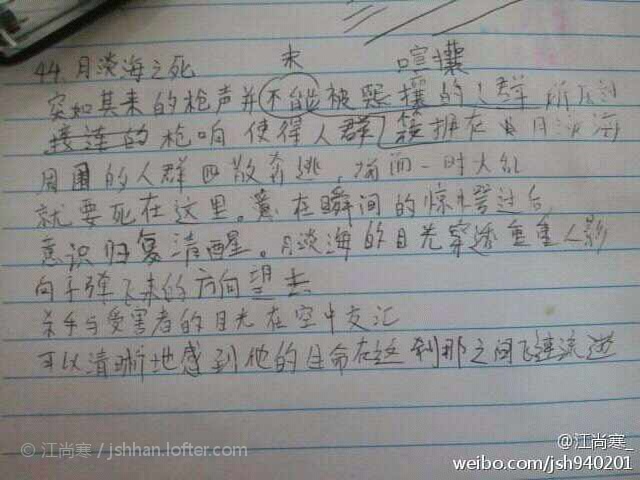 44. 月淡海之死
未 喧攘
突如其来的枪声并不能被喧攘的人群所
接连的枪响使得人群簇拥在月淡海
周围的人群四散奔逃，场面一时大乱
就要死在这里。意在瞬间的惊愕过后
意识归复清醒。月淡海的目光穿透重重人影
向子弹飞来的方向望去
杀手与受害者的目光在空中交汇
可以清晰地感到他的生命在这刹那之间飞速流逝
© 江尚寒 / jshhan.lofter.com
@江尚寒_
weibo.com/jsh940201